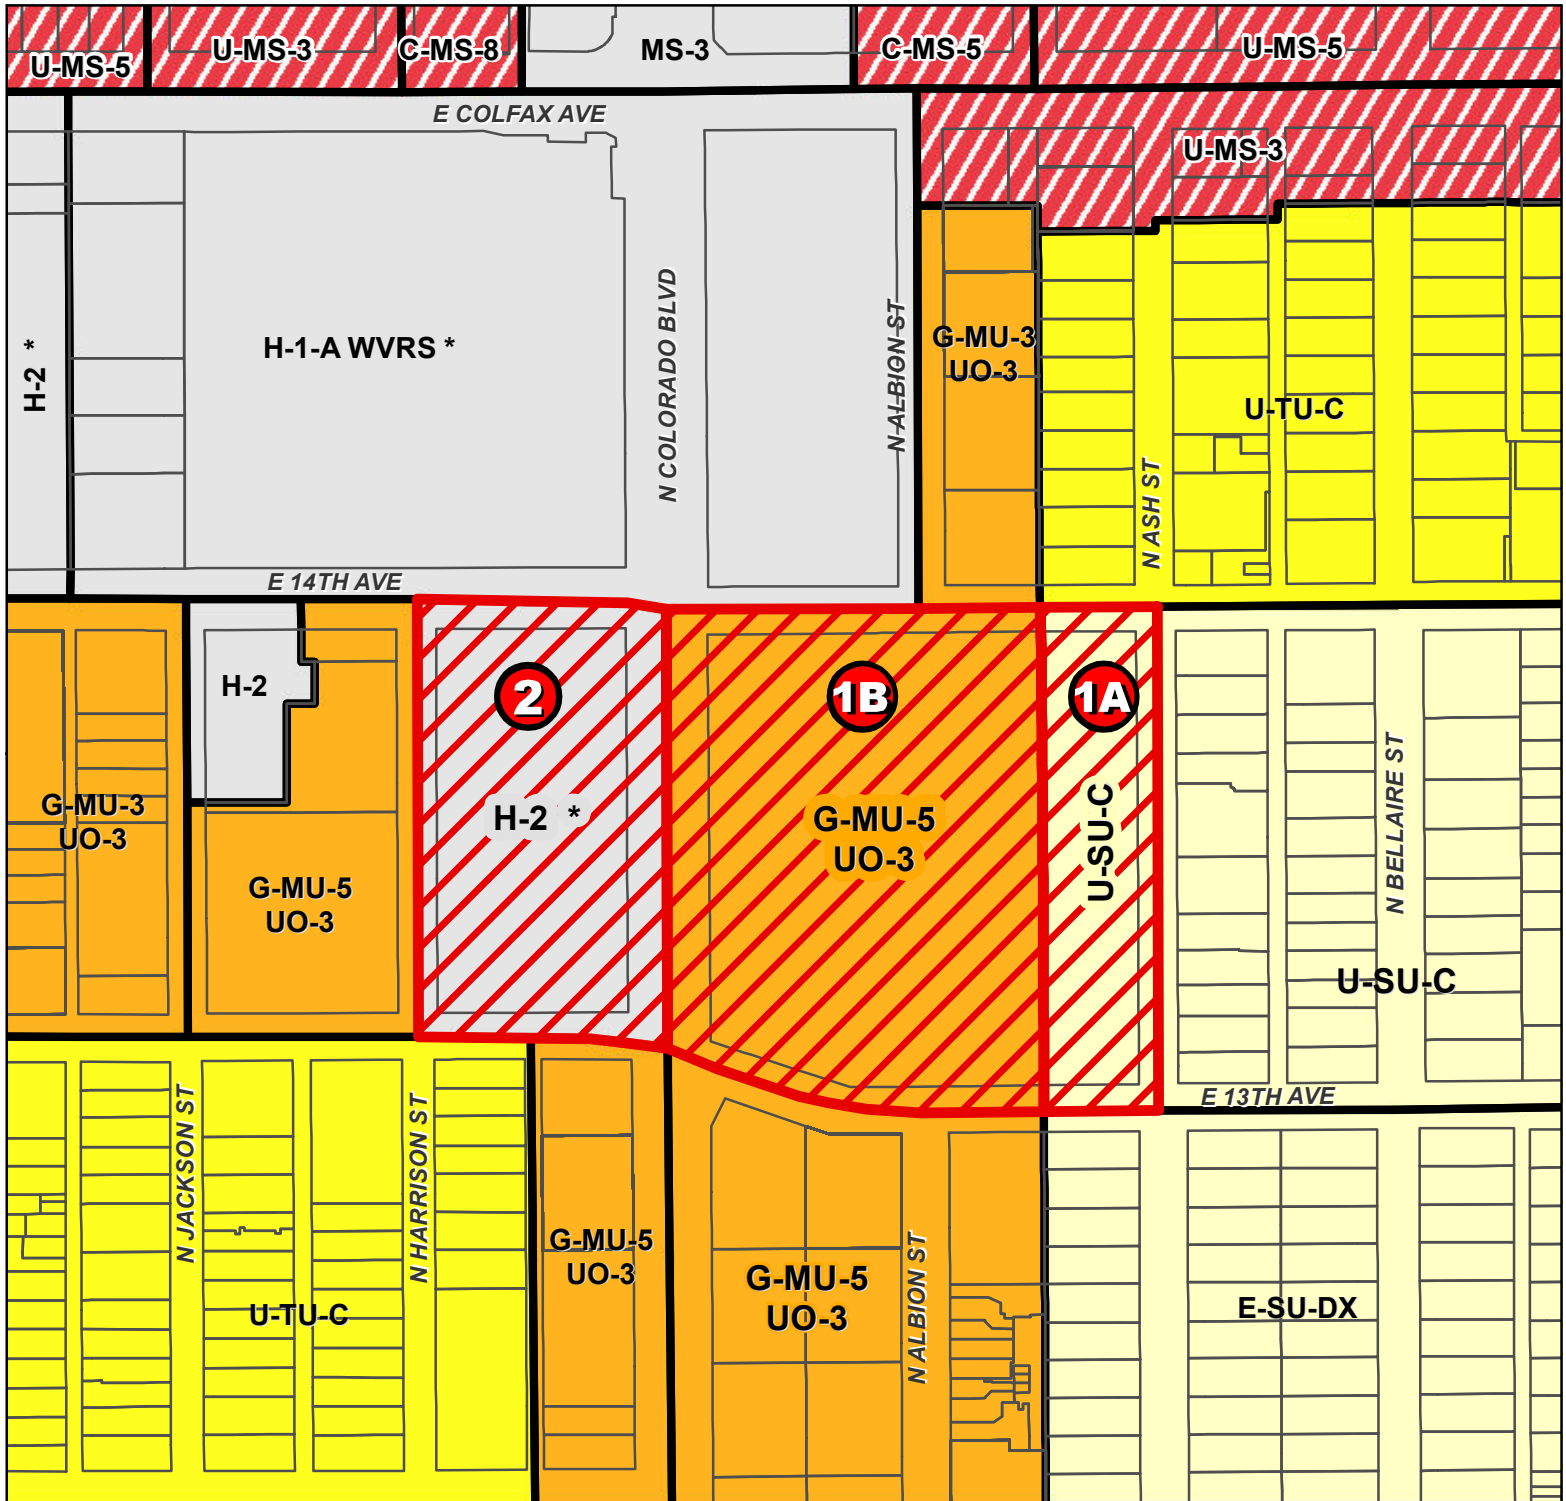 U-MS-5
U-MS-3
C-MS-8
MS-3
C-MS-5
U-MS-5
E COLFAX AVE
U-MS-3
H-2 *
H-1-A WVRS *
N COLORADO BLVD
N ALBION ST
G-MU-3
UO-3
U-TU-C
N ASH ST
E 14TH AVE
H-2
2
1B
1A
G-MU-3
UO-3
G-MU-5
UO-3
H-2 *
G-MU-5
UO-3
U-SU-C
N BELLAIRE ST
U-SU-C
E 13TH AVE
N JACKSON ST
N HARRISON ST
U-TU-C
G-MU-5
UO-3
G-MU-5
UO-3
N ALBION ST
E-SU-DX